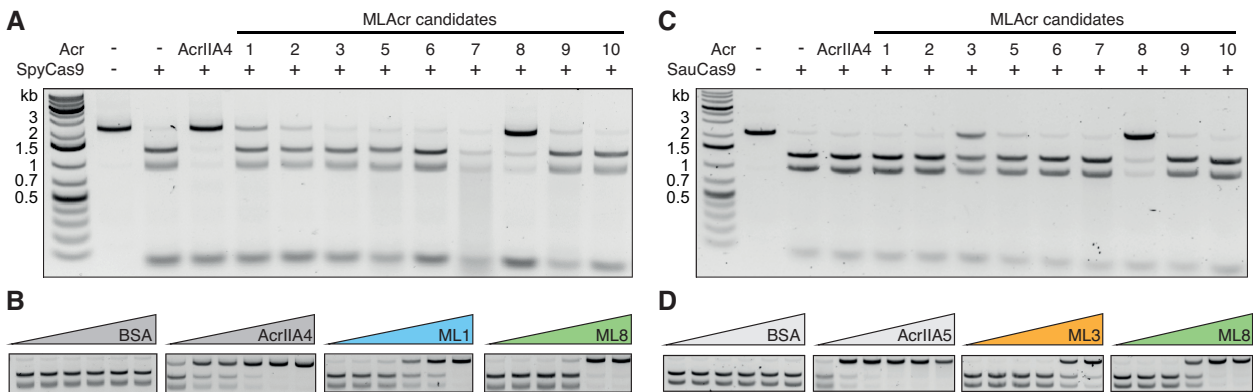 A
MLAcr candidates
Acr - - AcrIIA4 1 2 3 5 6 7 8 9 10
SpyCas9 - + + + + + + + + + + +
kb
3
2
1.5
1
0.7
0.5
B
BSA AcrIIA4 ML1 ML8
C
MLAcr candidates
Acr - - AcrIIA4 1 2 3 5 6 7 8 9 10
SauCas9 - + + + + + + + + + + +
kb
3
2
1.5
1
0.7
0.5
D
BSA AcrIIA5 ML3 ML8